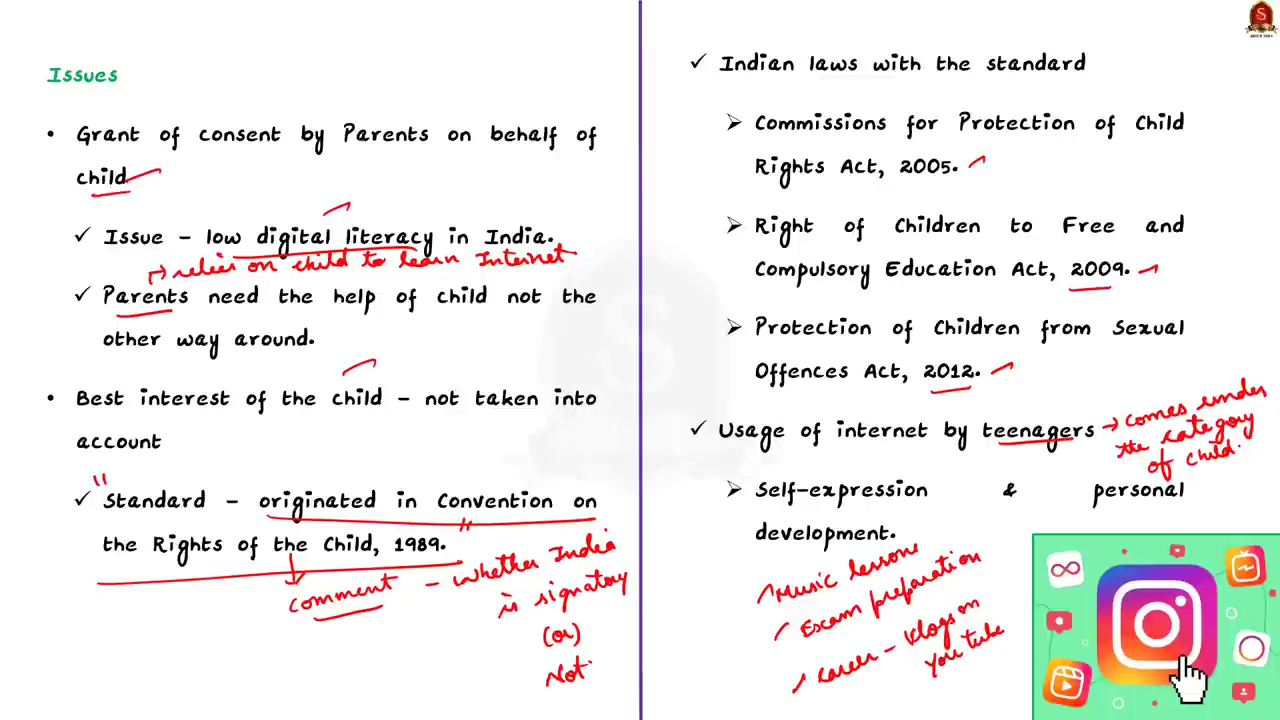 Issues
• Grant of consent by Parents on behalf of
child
✓ Issue – low digital literacy in India.
→ relies on child to learn Internet
✓ Parents need the help of child not the
other way around.
• Best interest of the child – not taken into
account
✓ "Standard – originated in Convention on
the Rights of the Child, 1989."
comment – whether India
is signatory
(or)
Not
✓ Indian laws with the standard
➢ Commissions for Protection of Child
Rights Act, 2005.
➢ Right of Children to Free and
Compulsory Education Act, 2009.
➢ Protection of Children from Sexual
Offences Act, 2012.
✓ Usage of internet by teenagers
→ comes under
the category
of child.
➢ Self-expression & personal
development.
Music lessons
Exam preparation
career – Vlogs on
YouTube
S